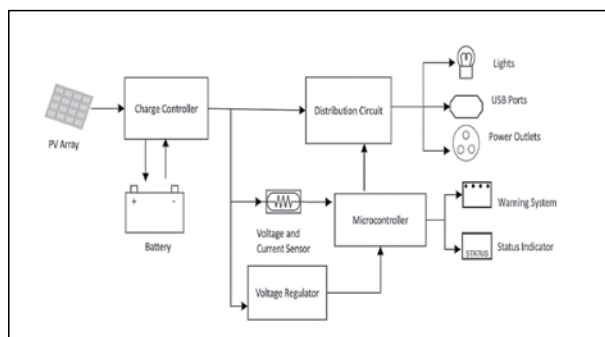 Lights
Charge Controller
Distribution Circuit
USB Ports
PV Array
Power Outlets
+ -
Battery
Voltage and
Current Sensor
Microcontroller
Warning System
Status Indicator
STATUS
Voltage Regulator